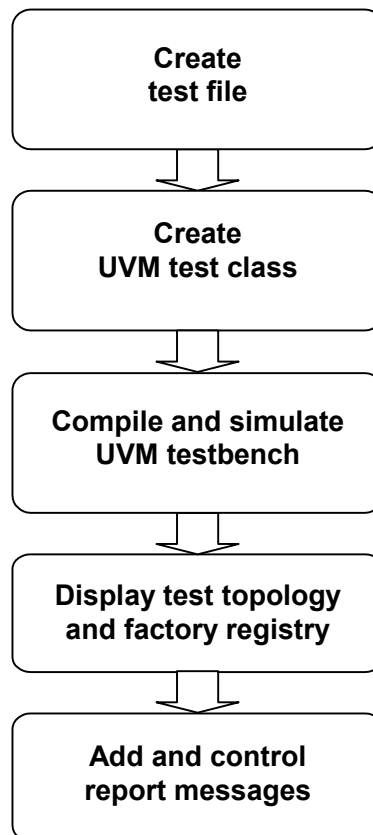 Create
test file
Create
UVM test class
Compile and simulate
UVM testbench
Display test topology
and factory registry
Add and control
report messages